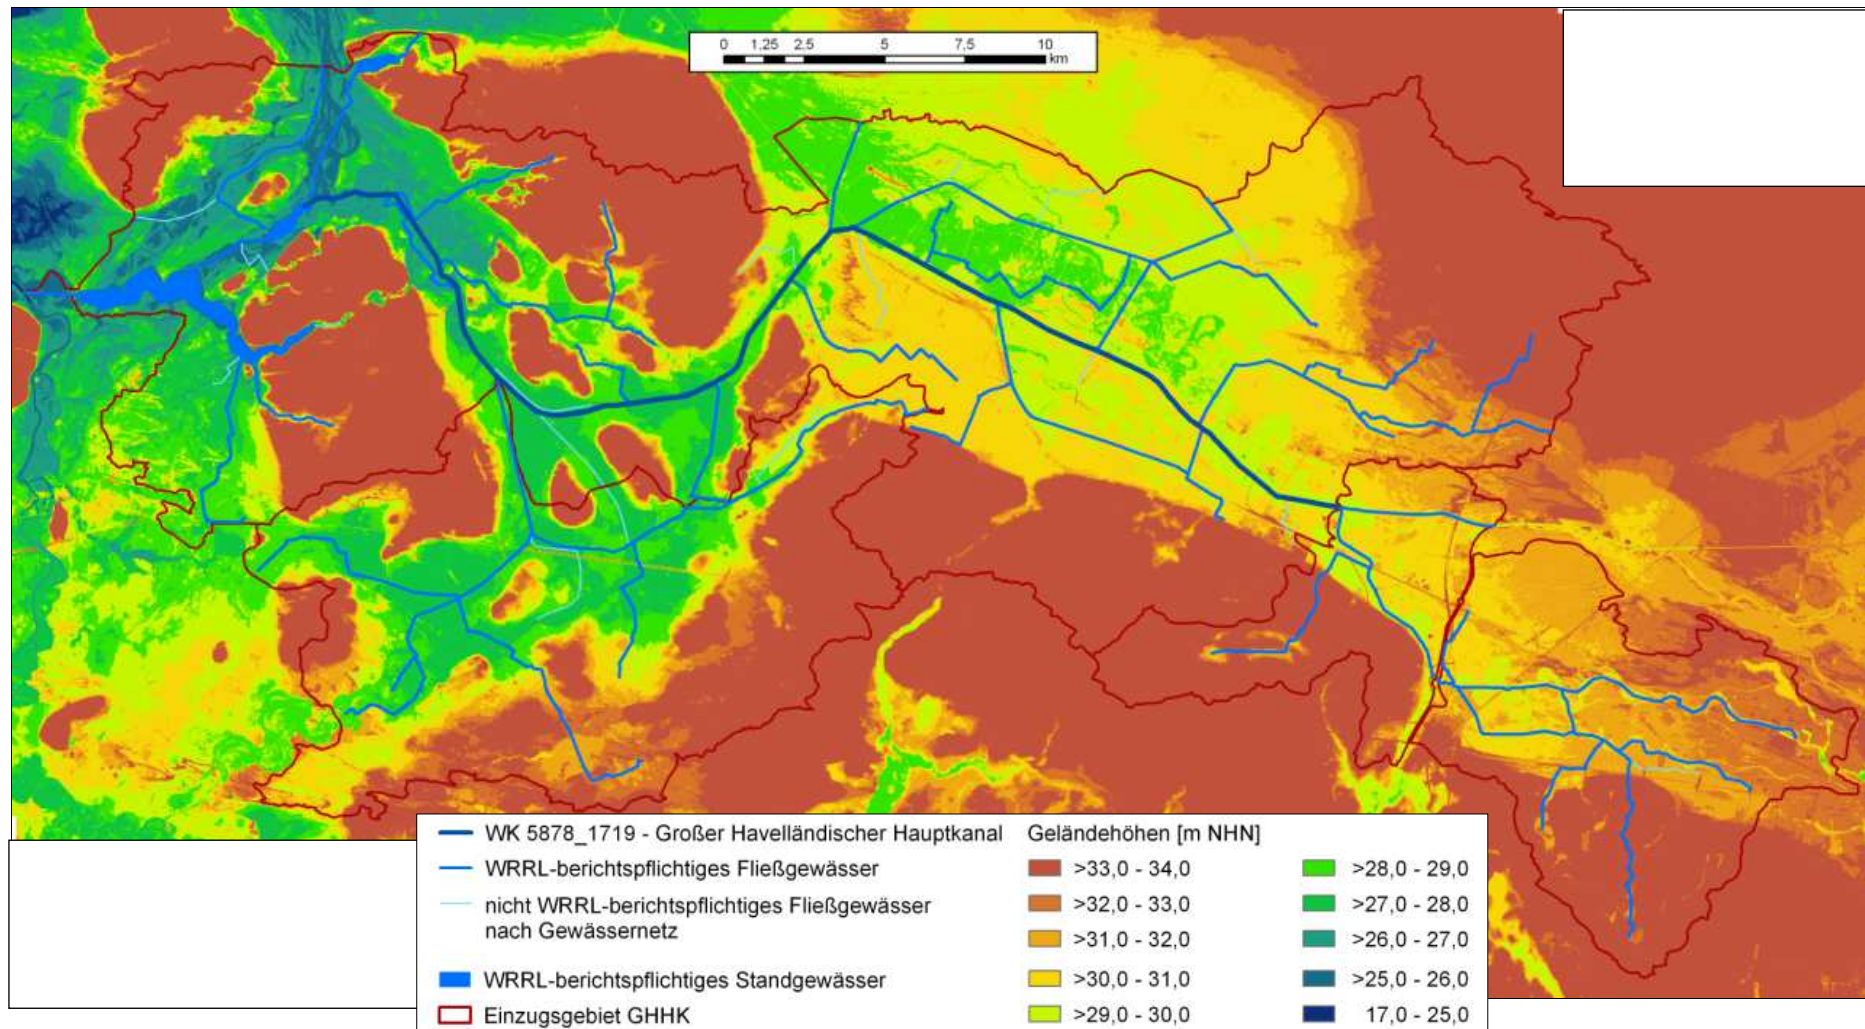 0 1,25 2,5 5 7,5 10
km
WK 5878_1719 - Großer Havelländischer Hauptkanal
WRRL-berichtspflichtiges Fließgewässer
nicht WRRL-berichtspflichtiges Fließgewässer
nach Gewässernetz
WRRL-berichtspflichtiges Standgewässer
Einzugsgebiet GHHK
Geländehöhen [m NHN]
>33,0 - 34,0
>32,0 - 33,0
>31,0 - 32,0
>30,0 - 31,0
>29,0 - 30,0
>28,0 - 29,0
>27,0 - 28,0
>26,0 - 27,0
>25,0 - 26,0
17,0 - 25,0